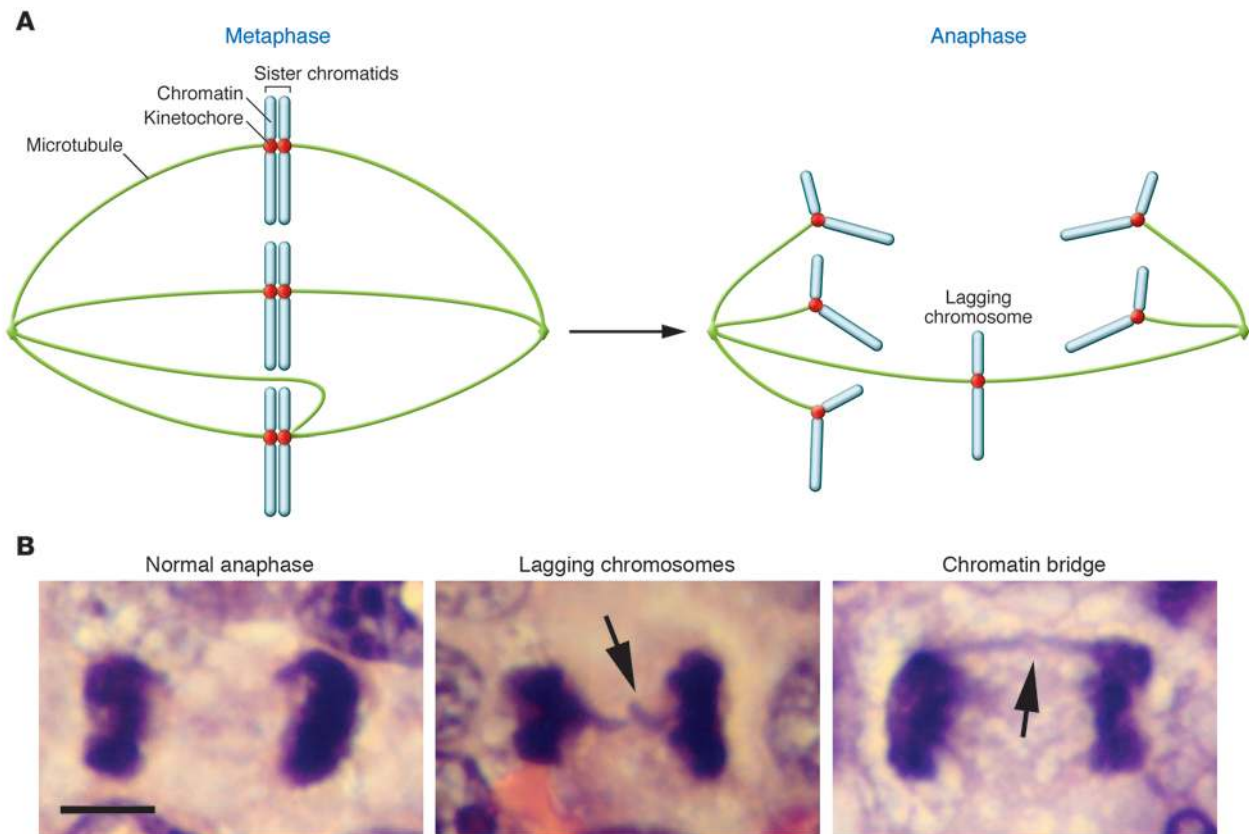 A
Metaphase
Anaphase
Sister chromatids
Chromatin
Kinetochore
Microtubule
Lagging
chromosome
B
Normal anaphase
Lagging chromosomes
Chromatin bridge